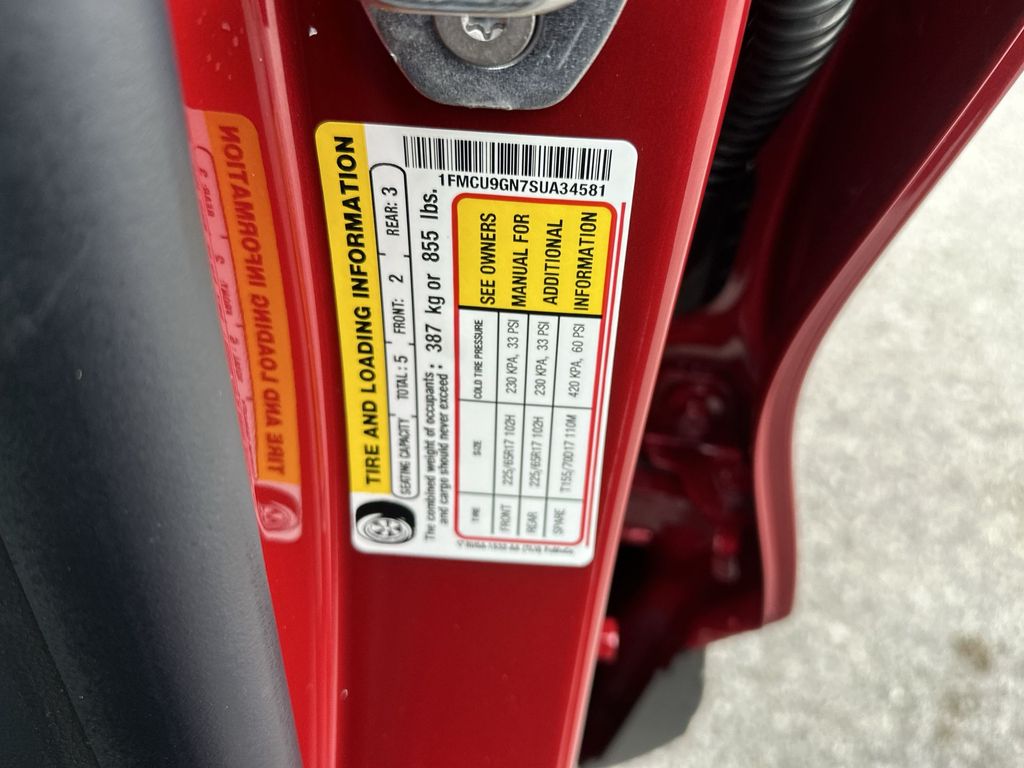 1FMCU9GN7SUA34581
TIRE AND LOADING INFORMATION
SEATING CAPACITY TOTAL: 5 FRONT: 2 REAR: 3
The combined weight of occupants
and cargo should never exceed : 387 kg or 855 lbs.
TIRE SIZE COLD TIRE PRESSURE
FRONT 225/65R17 102H 230 KPA, 33 PSI
REAR 225/65R17 102H 230 KPA, 33 PSI
SPARE T155/70D17 110M 420 KPA, 60 PSI
SEE OWNERS
MANUAL FOR
ADDITIONAL
INFORMATION
TIRE AND LOADING INFORMATION